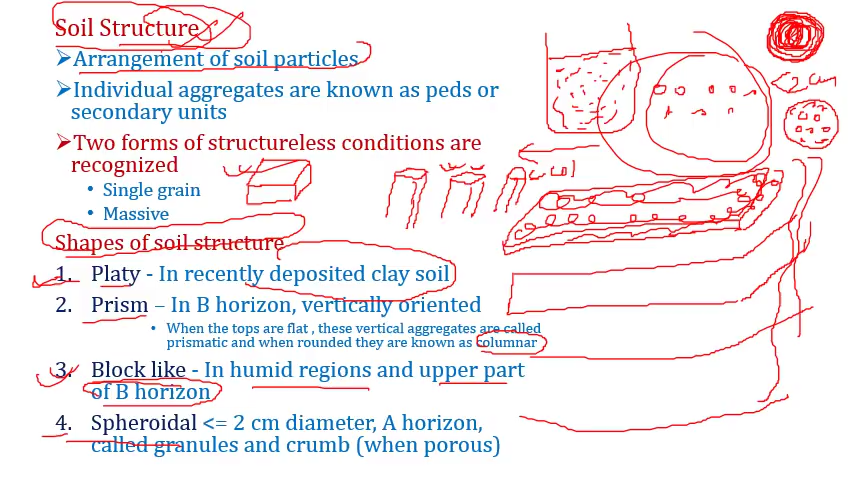 Soil Structure
➢Arrangement of soil particles
➢Individual aggregates are known as peds or
secondary units
➢Two forms of structureless conditions are
recognized
• Single grain
• Massive
Shapes of soil structure
1. Platy - In recently deposited clay soil
2. Prism – In B horizon, vertically oriented
• When the tops are flat , these vertical aggregates are called
prismatic and when rounded they are known as columnar
3. Block like - In humid regions and upper part
of B horizon
4. Spheroidal <= 2 cm diameter, A horizon,
called granules and crumb (when porous)
<2 cm